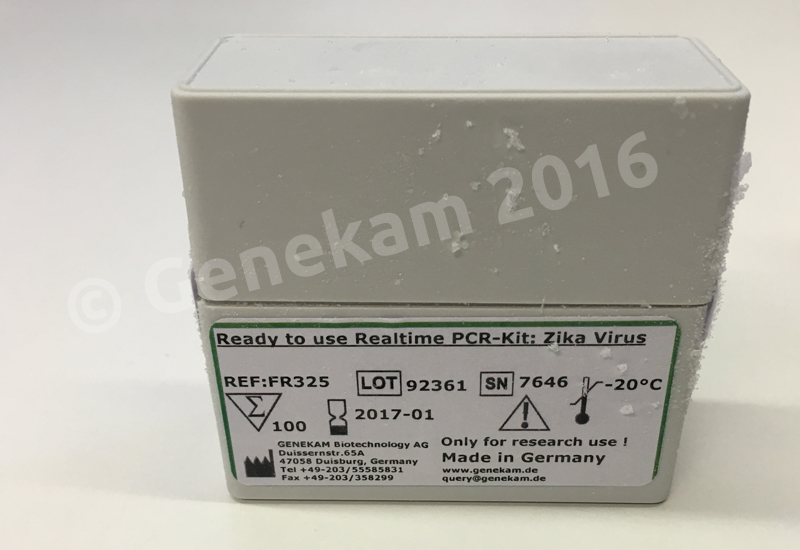 © Genekam 2016
Ready to use Realtime PCR-Kit: Zika Virus
REF:FR325 LOT 92361 SN 7646 -20°C
Σ 100 2017-01
GENEKAM Biotechnology AG
Duissernstr.65A
47058 Duisburg, Germany
Tel +49-203/55585831
Fax +49-203/358299
Only for research use !
Made in Germany
www.genekam.de
query@genekam.de